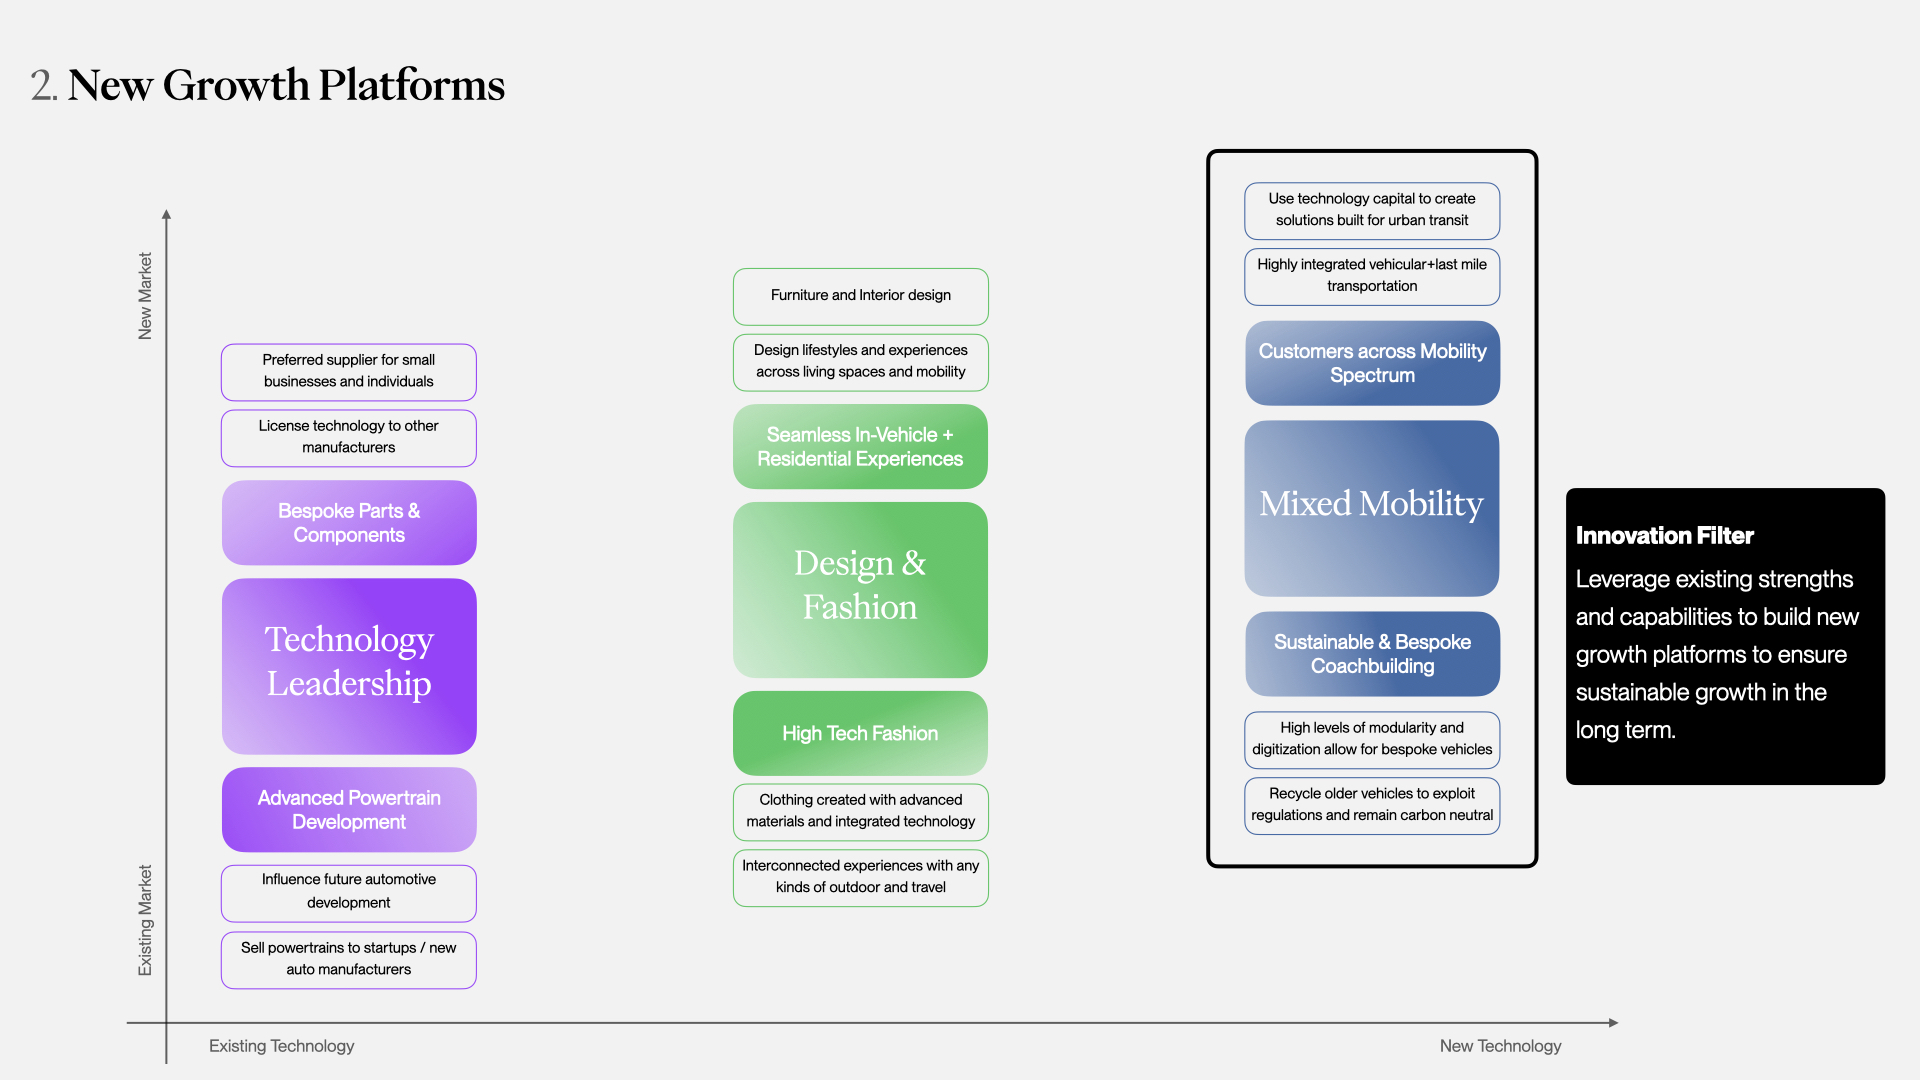 2. New Growth Platforms
New Market
Existing Market
Preferred supplier for small
businesses and individuals
License technology to other
manufacturers
Bespoke Parts &
Components
Technology
Leadership
Advanced Powertrain
Development
Influence future automotive
development
Sell powertrains to startups / new
auto manufacturers
Furniture and Interior design
Design lifestyles and experiences
across living spaces and mobility
Seamless In-Vehicle +
Residential Experiences
Design &
Fashion
High Tech Fashion
Clothing created with advanced
materials and integrated technology
Interconnected experiences with any
kinds of outdoor and travel
Use technology capital to create
solutions built for urban transit
Highly integrated vehicular+last mile
transportation
Customers across Mobility
Spectrum
Mixed Mobility
Sustainable & Bespoke
Coachbuilding
High levels of modularity and
digitization allow for bespoke vehicles
Recycle older vehicles to exploit
regulations and remain carbon neutral
Innovation Filter
Leverage existing strengths
and capabilities to build new
growth platforms to ensure
sustainable growth in the
long term.
Existing Technology
New Technology